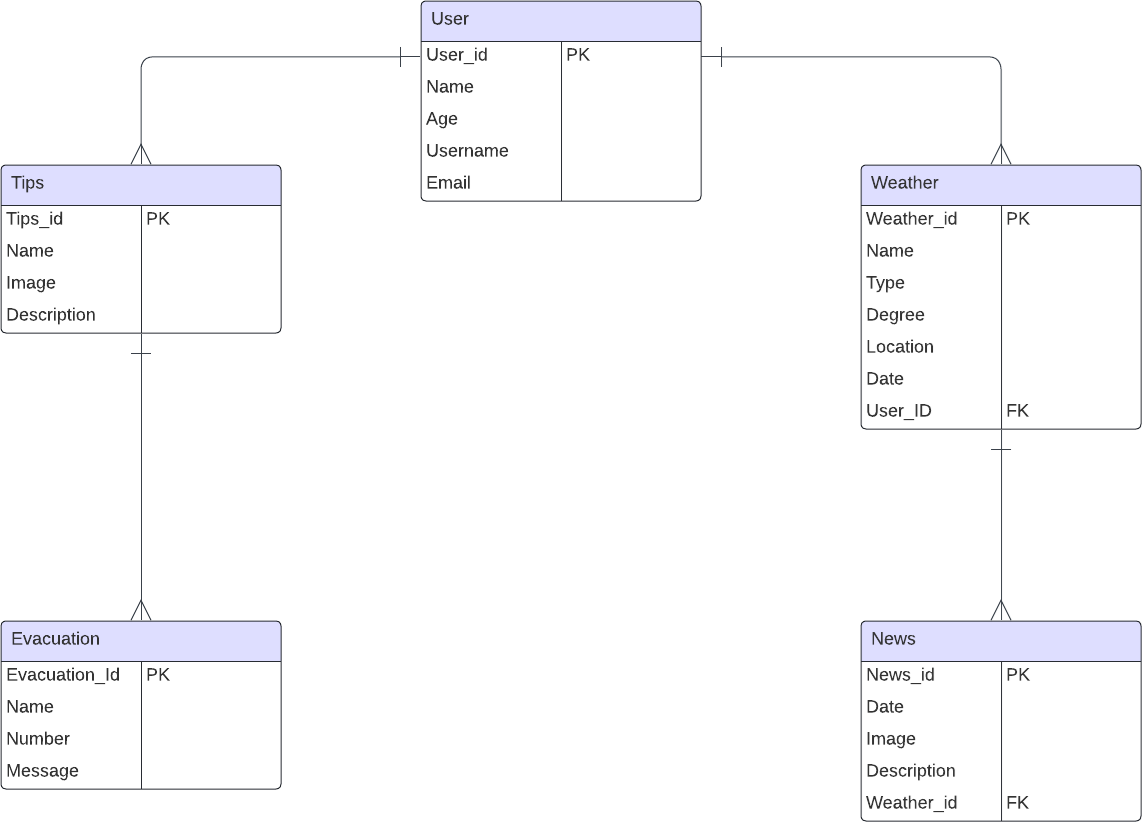 User
User_id PK
Name
Age
Username
Email
Tips
Tips_id PK
Name
Image
Description
Weather
Weather_id PK
Name
Type
Degree
Location
Date
User_ID FK
Evacuation
Evacuation_Id PK
Name
Number
Message
News
News_id PK
Date
Image
Description
Weather_id FK